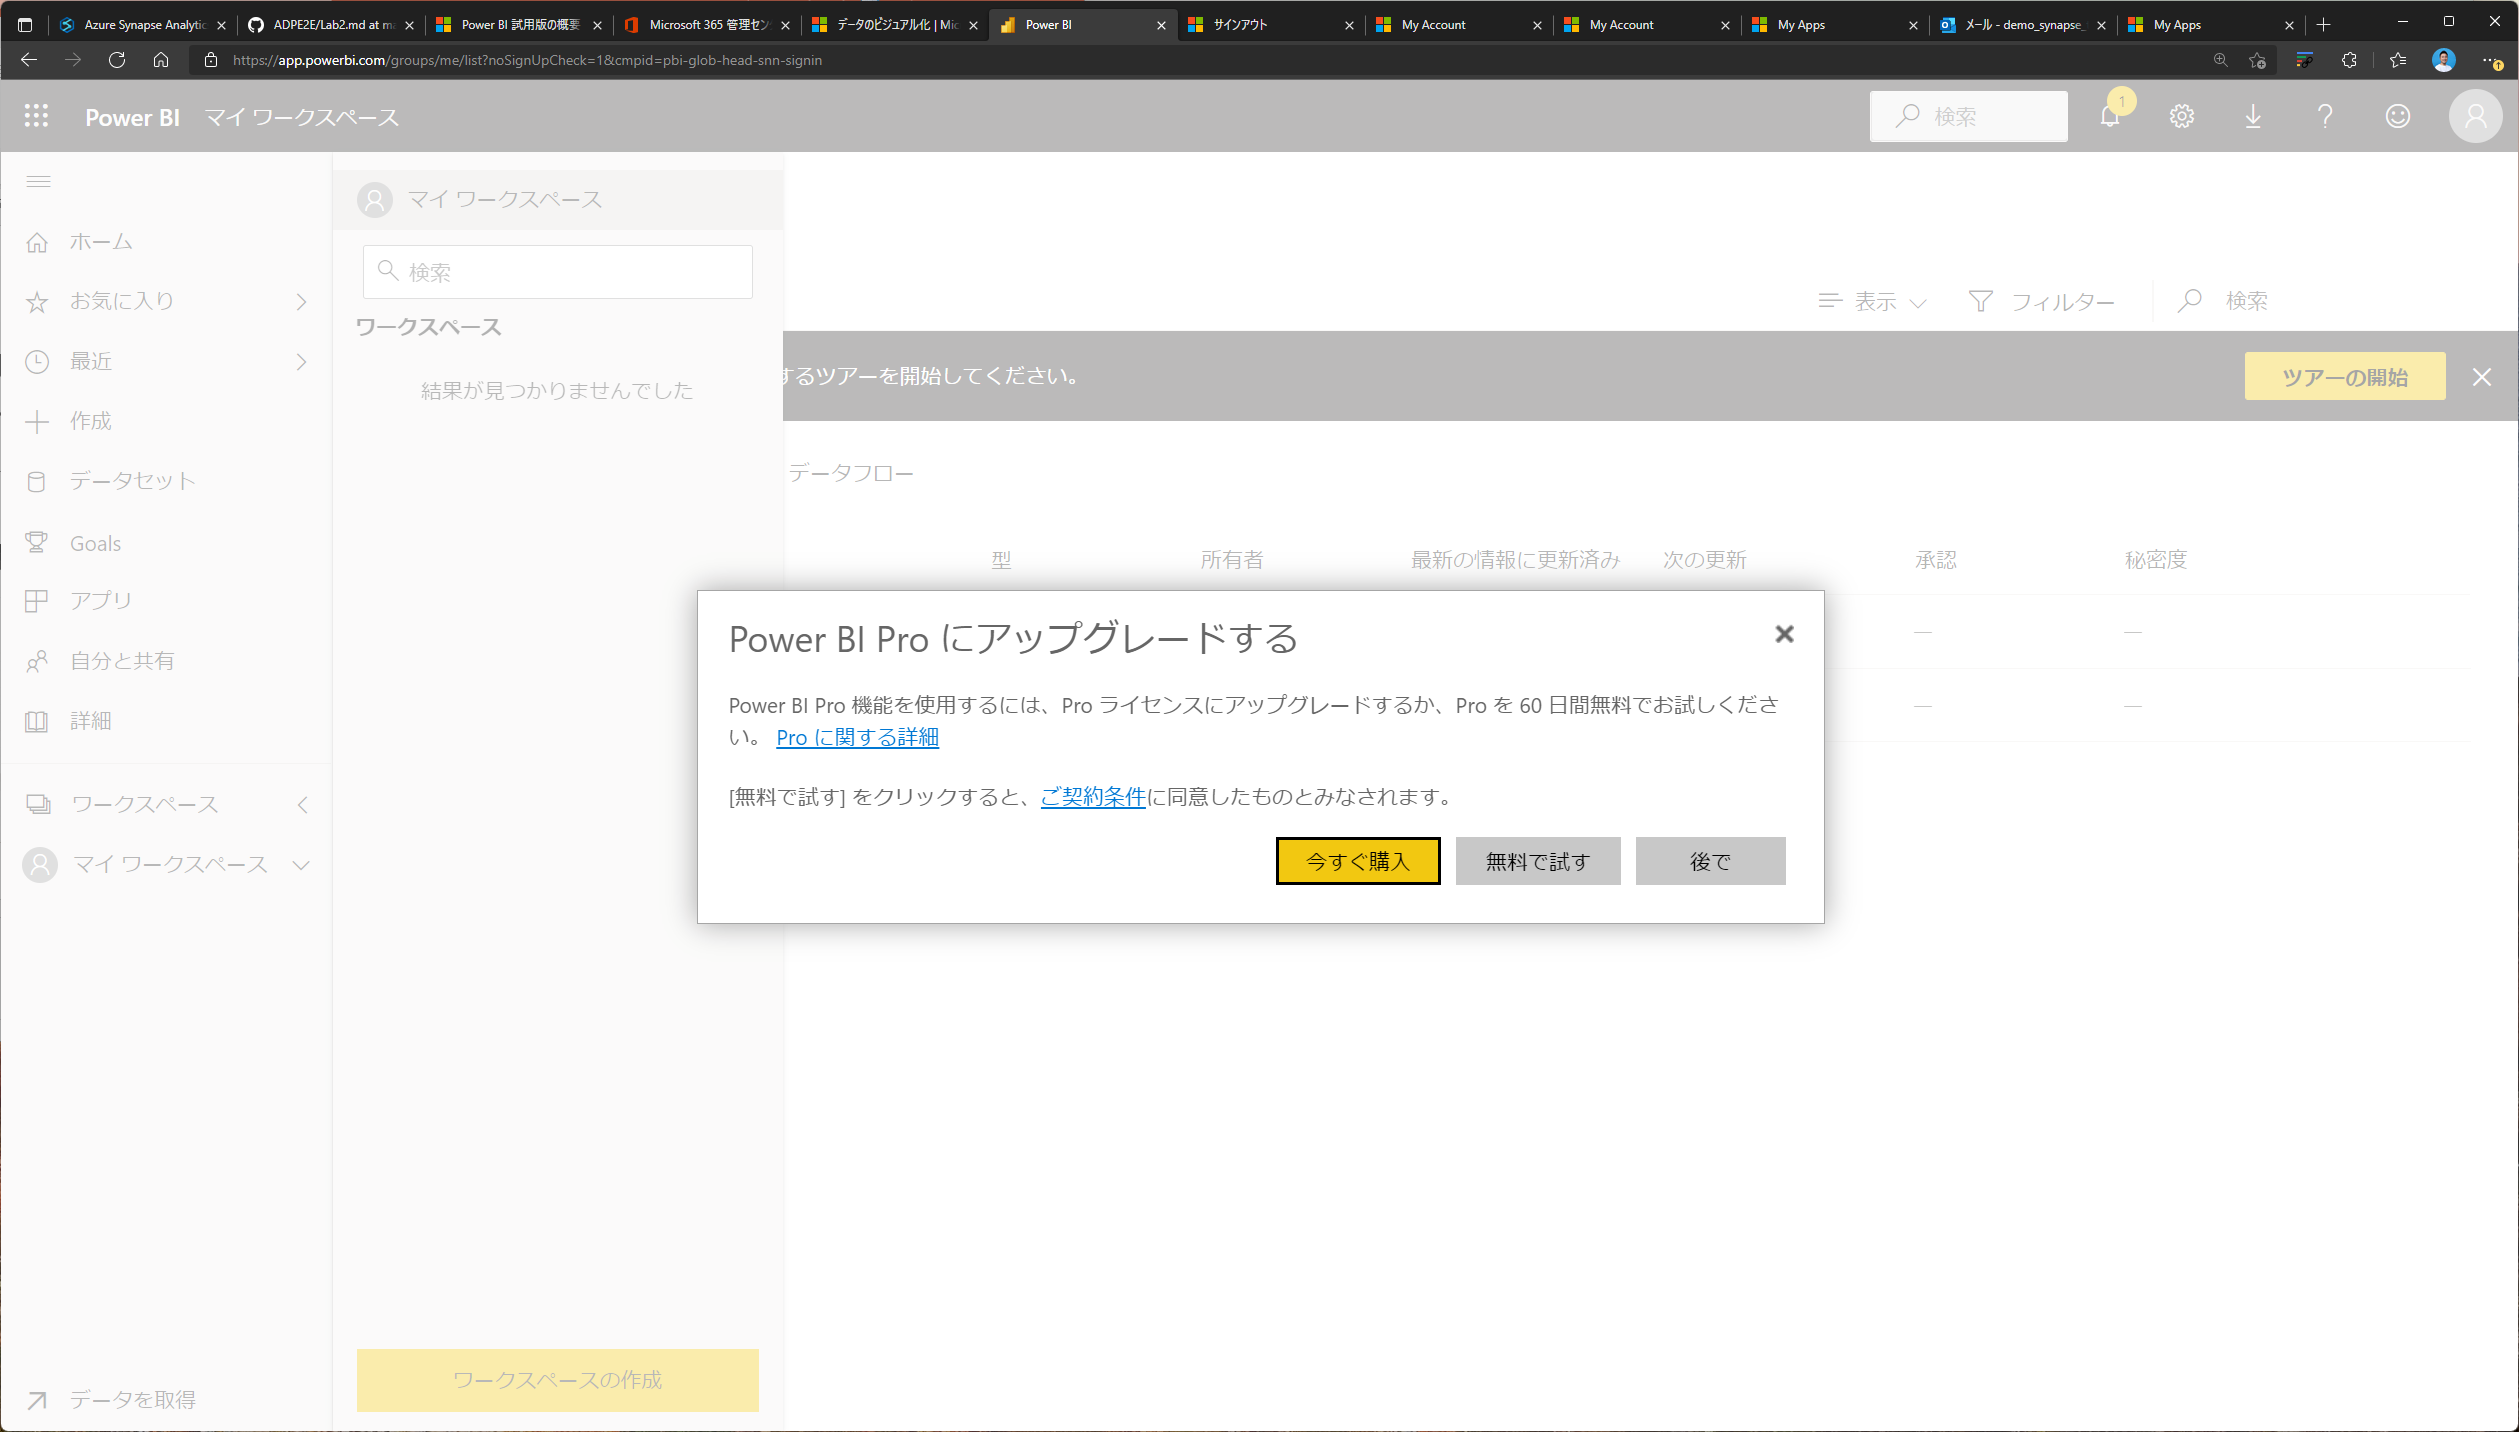 Azure Synapse Analytic
ADPE2E/Lab2.md at ma
Power BI 試用版の概要
Microsoft 365 管理セン
データのビジュアル化 | Mic
Power BI
サインアウト
My Account
My Account
My Apps
メール - demo_synapse_
My Apps
https://app.powerbi.com/groups/me/list?noSignUpCheck=1&cmpid=pbi-glob-head-snn-signin
Power BI マイ ワークスペース
検索
1
マイ ワークスペース
ホーム
検索
お気に入り
表示
フィルター
検索
ワークスペース
最近
するツアーを開始してください。
ツアーの開始
結果が見つかりませんでした
作成
データセット
データフロー
Goals
型
所有者
最新の情報に更新済み
次の更新
承認
秘密度
アプリ
— —
自分と共有
— —
詳細
Power BI Pro にアップグレードする
Power BI Pro 機能を使用するには、Pro ライセンスにアップグレードするか、Pro を 60 日間無料でお試しくださ
い。 Pro に関する詳細
[無料で試す] をクリックすると、ご契約条件に同意したものとみなされます。
今すぐ購入
無料で試す
後で
ワークスペース
マイ ワークスペース
ワークスペースの作成
データを取得